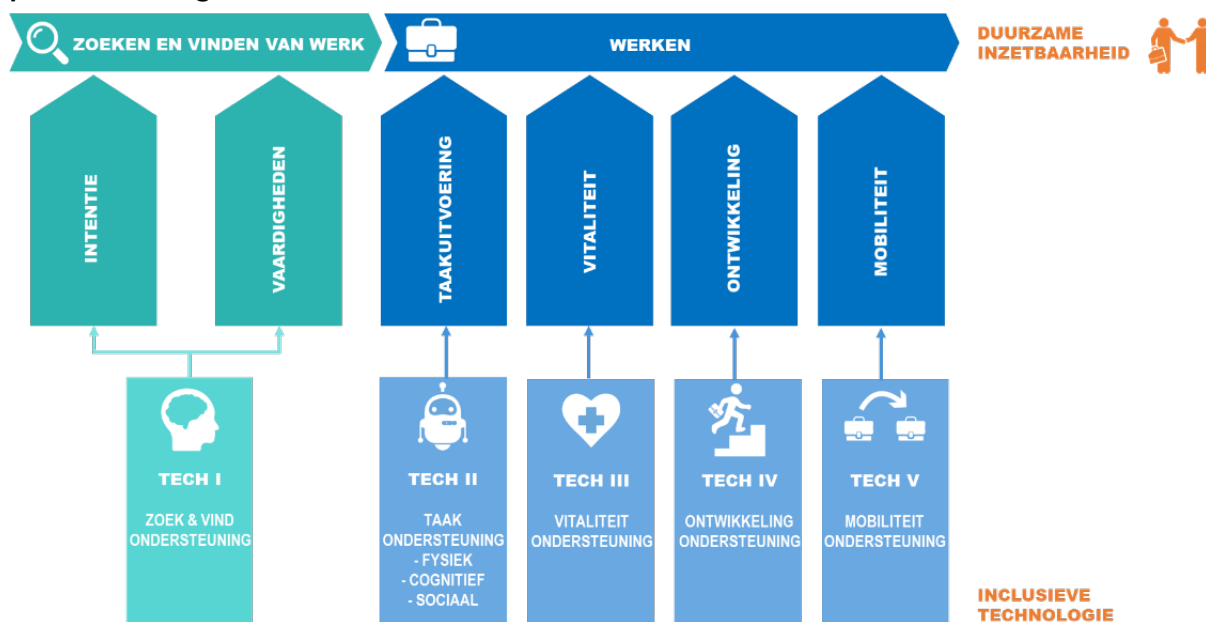 ZOEKEN EN VINDEN VAN WERK
WERKEN
DUURZAME
INZETBAARHEID
INTENTIE
VAARDIGHEDEN
TAAKUITVOERING
VITALITEIT
ONTWIKKELING
MOBILITEIT
TECH I
ZOEK & VIND
ONDERSTEUNING
TECH II
TAAK
ONDERSTEUNING
- FYSIEK
- COGNITIEF
- SOCIAAL
TECH III
VITALITEIT
ONDERSTEUNING
TECH IV
ONTWIKKELING
ONDERSTEUNING
TECH V
MOBILITEIT
ONDERSTEUNING
INCLUSIEVE
TECHNOLOGIE